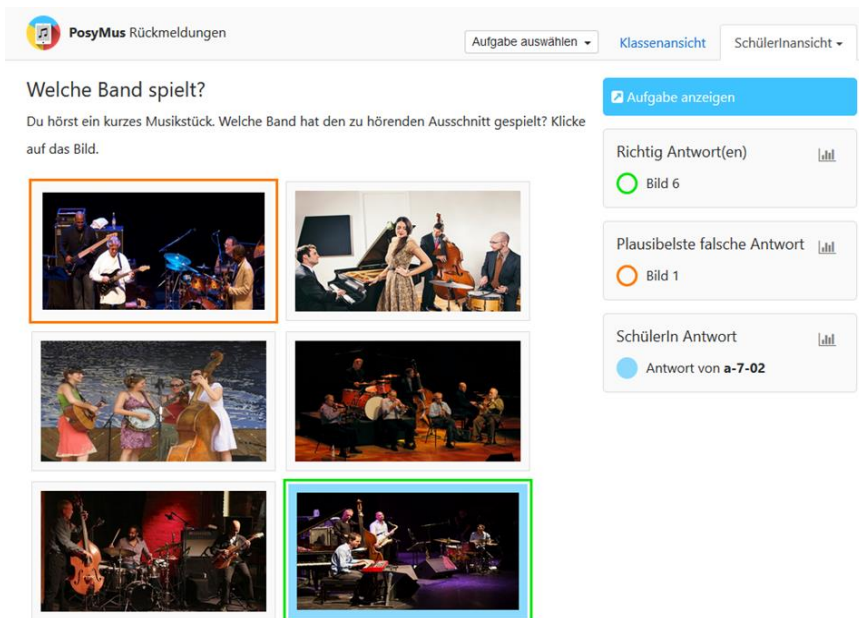 PosyMus Rückmeldungen
Aufgabe auswählen
Klassenansicht
SchülerInansicht
Welche Band spielt?
Du hörst ein kurzes Musikstück. Welche Band hat den zu hörenden Ausschnitt gespielt? Klicke
auf das Bild.
Aufgabe anzeigen
Richtig Antwort(en)
Bild 6
Plausibelste falsche Antwort
Bild 1
SchülerIn Antwort
Antwort von a-7-02